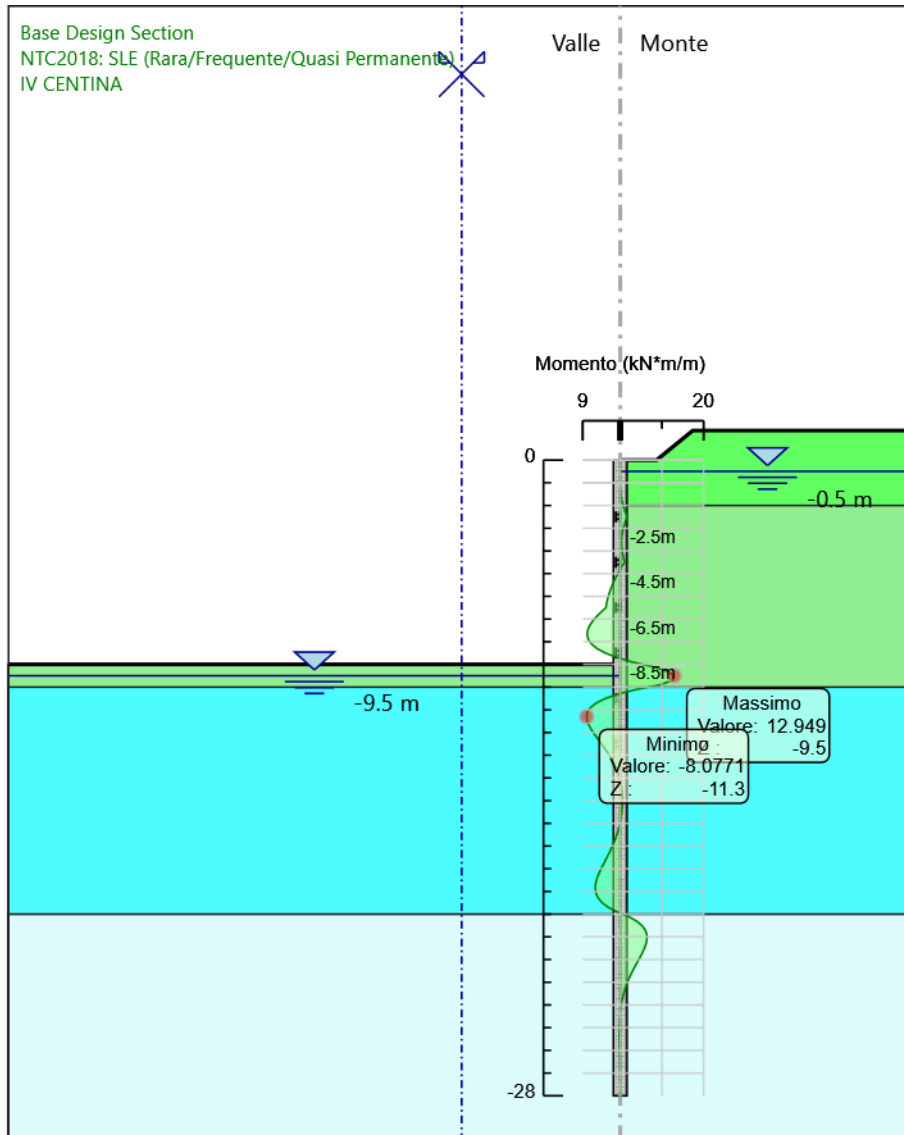 Base Design Section
NTC2018: SLE (Rara/Frequente/Quasi Permanente)
IV CENTINA
Valle
Monte
Momento (kN*m/m)
9
20
0
-0.5 m
-2.5m
-4.5m
-6.5m
-8.5m
-9.5 m
Massimo
Valore: 12.949
Z : -9.5
Minimo
Valore: -8.0771
Z : -11.3
-28